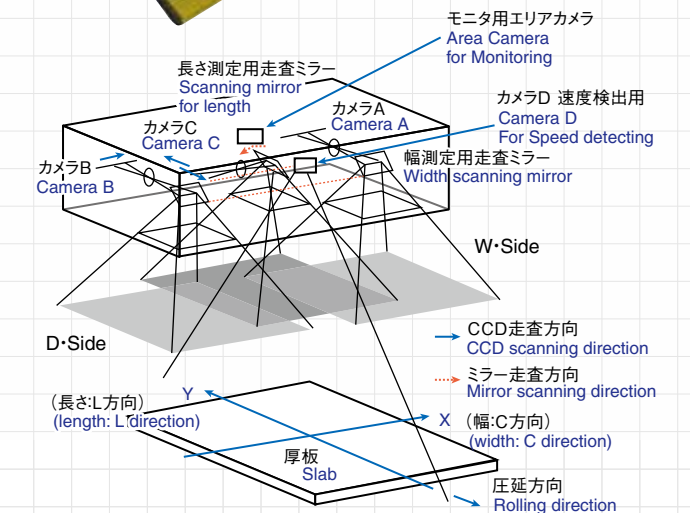 モニタ用エリアカメラ
Area Camera
for Monitoring
長さ測定用走査ミラー
Scanning mirror
for length
カメラA
Camera A
カメラC
Camera C
カメラD 速度検出用
Camera D
For Speed detecting
カメラB
Camera B
幅測定用走査ミラー
Width scanning mirror
W・Side
D・Side
CCD走査方向
CCD scanning direction
ミラー走査方向
Mirror scanning direction
Y
(長さ:L方向)
(length: L direction)
X
(幅:C方向)
(width: C direction)
厚板
Slab
圧延方向
Rolling direction